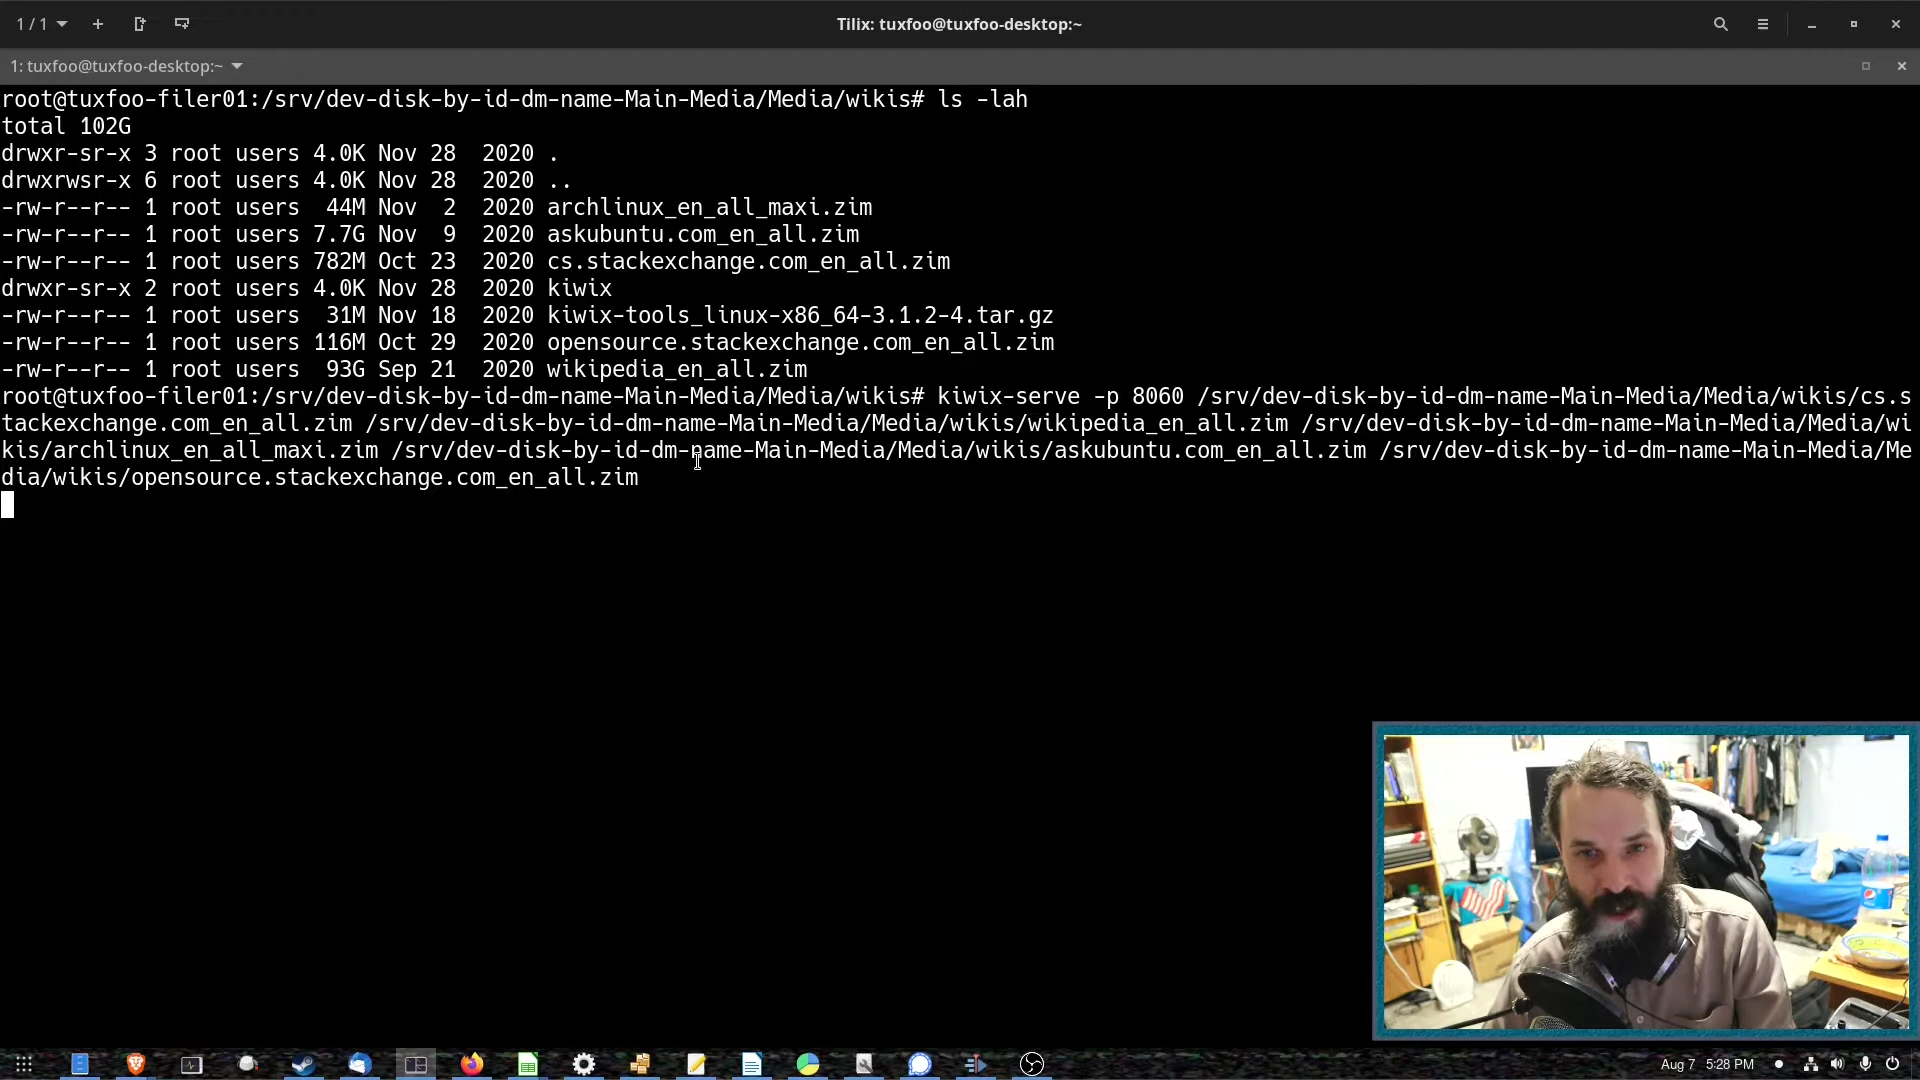 1 / 1
Tilix: tuxfoo@tuxfoo-desktop:~
1: tuxfoo@tuxfoo-desktop:~
root@tuxfoo-filer01:/srv/dev-disk-by-id-dm-name-Main-Media/Media/wikis# ls -lah
total 102G
drwxr-sr-x 3 root users 4.0K Nov 28  2020 .
drwxrwsr-x 6 root users 4.0K Nov 28  2020 ..
-rw-r--r-- 1 root users  44M Nov  2  2020 archlinux_en_all_maxi.zim
-rw-r--r-- 1 root users 7.7G Nov  9  2020 askubuntu.com_en_all.zim
-rw-r--r-- 1 root users 782M Oct 23  2020 cs.stackexchange.com_en_all.zim
drwxr-sr-x 2 root users 4.0K Nov 28  2020 kiwix
-rw-r--r-- 1 root users  31M Nov 18  2020 kiwix-tools_linux-x86_64-3.1.2-4.tar.gz
-rw-r--r-- 1 root users 116M Oct 29  2020 opensource.stackexchange.com_en_all.zim
-rw-r--r-- 1 root users  93G Sep 21  2020 wikipedia_en_all.zim
root@tuxfoo-filer01:/srv/dev-disk-by-id-dm-name-Main-Media/Media/wikis# kiwix-serve -p 8060 /srv/dev-disk-by-id-dm-name-Main-Media/Media/wikis/cs.s
tackexchange.com_en_all.zim /srv/dev-disk-by-id-dm-name-Main-Media/Media/wikis/wikipedia_en_all.zim /srv/dev-disk-by-id-dm-name-Main-Media/Media/wi
kis/archlinux_en_all_maxi.zim /srv/dev-disk-by-id-dm-name-Main-Media/Media/wikis/askubuntu.com_en_all.zim /srv/dev-disk-by-id-dm-name-Main-Media/Me
dia/wikis/opensource.stackexchange.com_en_all.zim
pepsi
Aug 7  5:28 PM